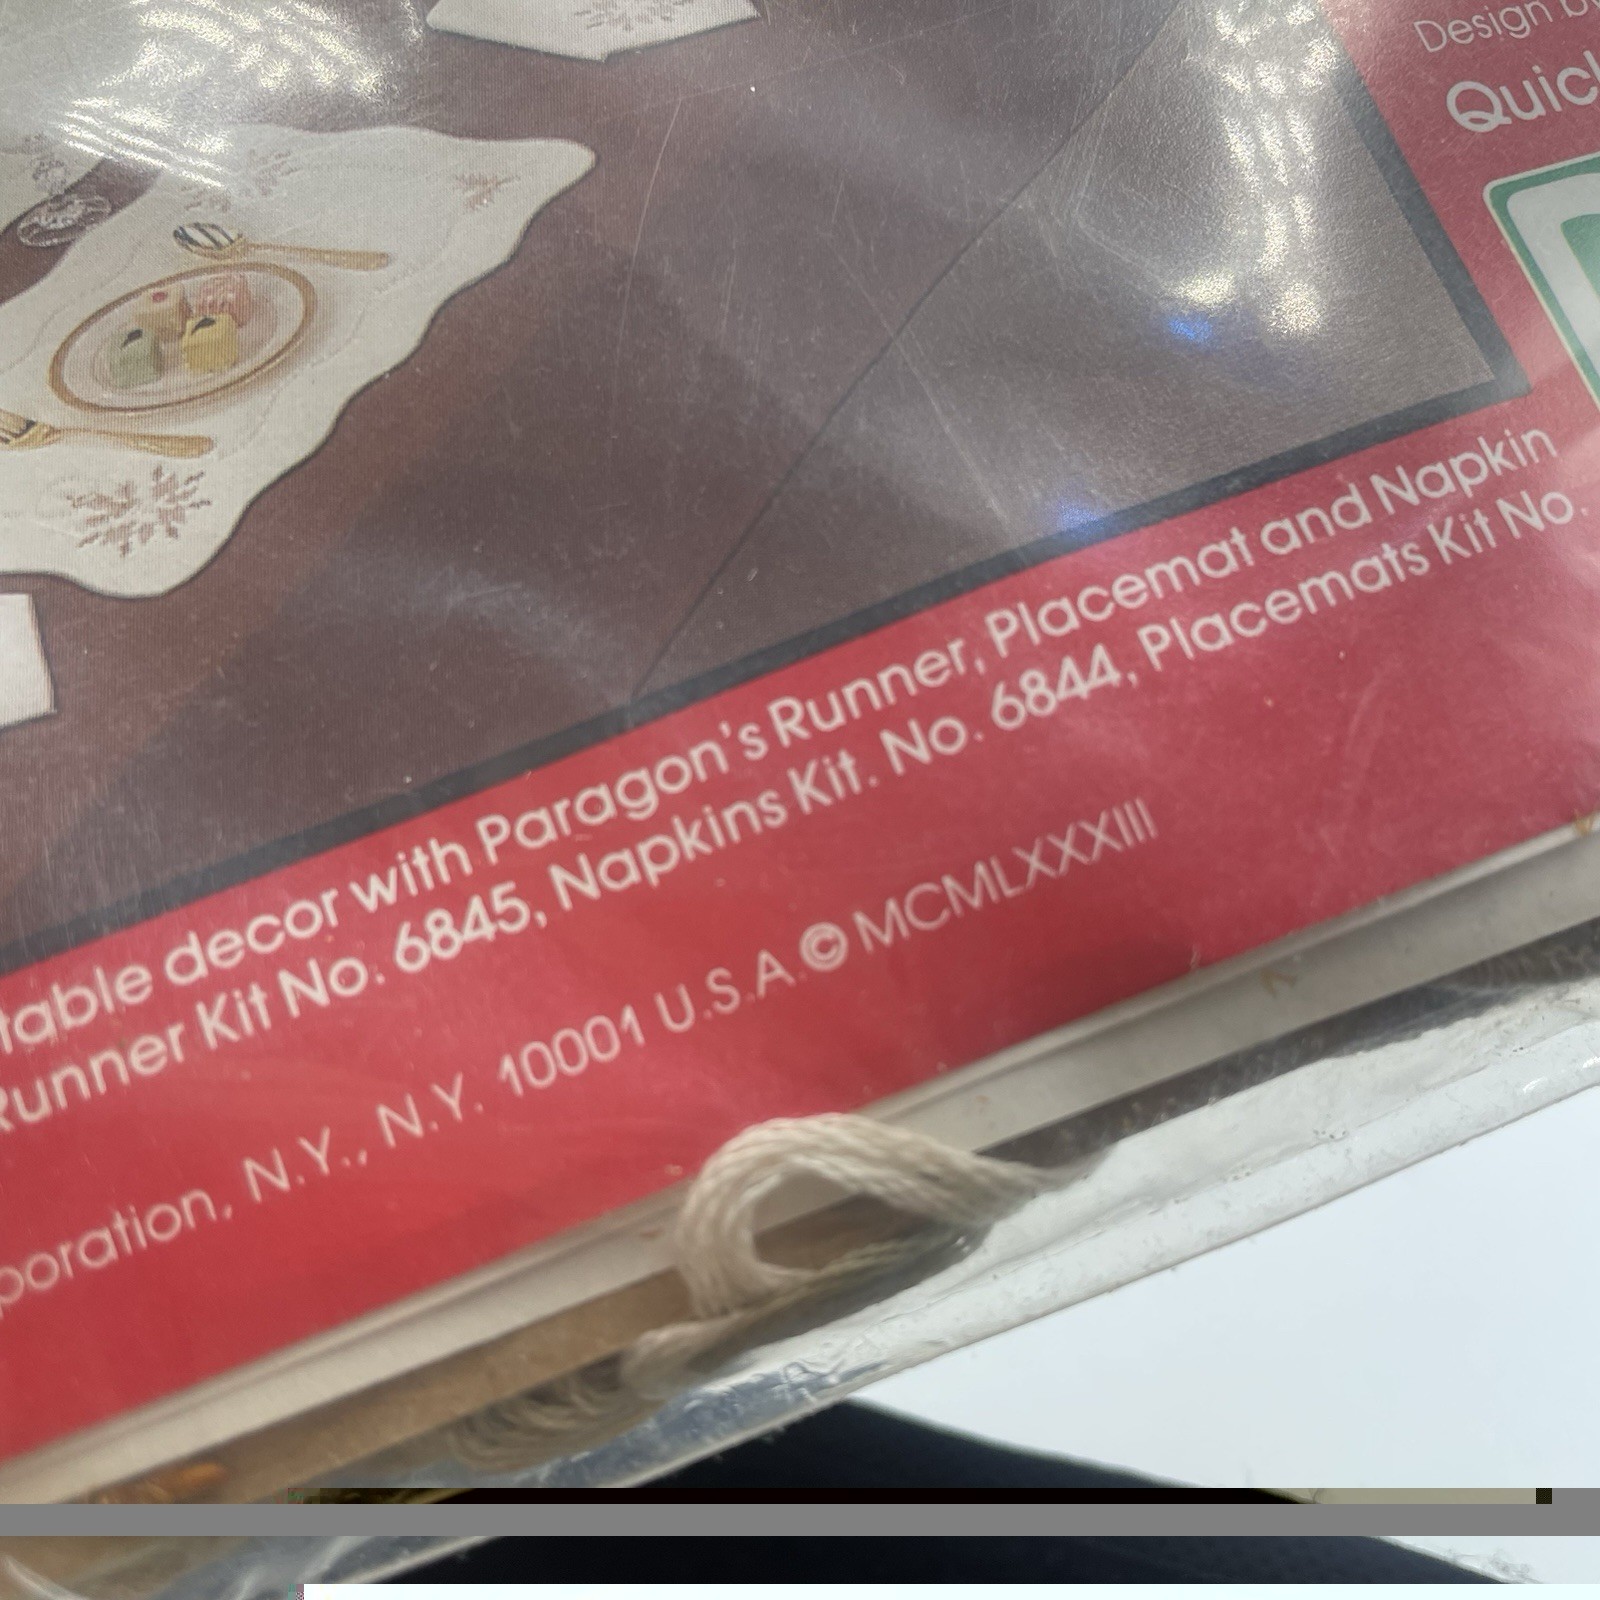 Design b
Quic
table decor with Paragon's Runner, Placemat and Napkin
Runner Kit No. 6845, Napkins Kit. No. 6844, Placemats Kit No.
poration, N.Y., N.Y. 10001 U.S.A. © MCMLXXXIII